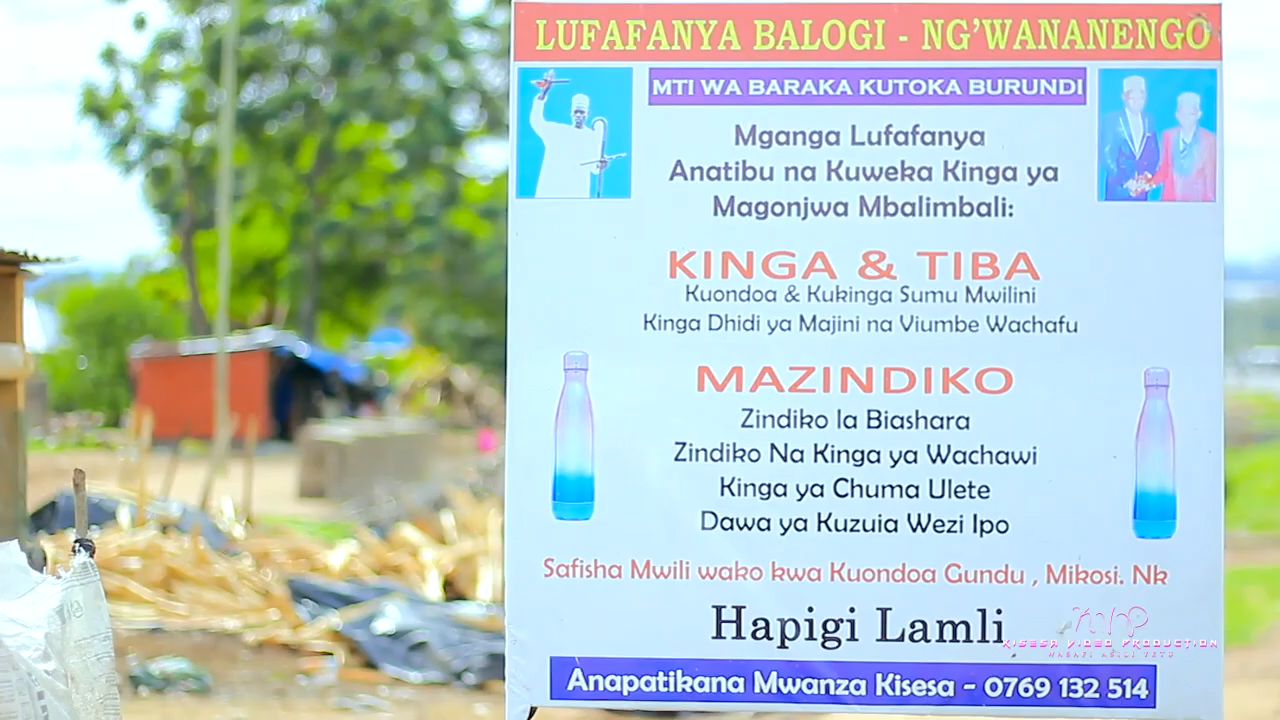 LUFAFANYA BALOGI - NG'WANANENGO
MTI WA BARAKA KUTOKA BURUNDI
Mganga Lufafanya
Anatibu na Kuweka Kinga ya
Magonjwa Mbalimbali:
KINGA & TIBA
Kuondoa & Kukinga Sumu Mwilini
Kinga Dhidi ya Majini na Viumbe Wachafu
MAZINDIKO
Zindiko la Biashara
Zindiko Na Kinga ya Wachawi
Kinga ya Chuma Ulete
Dawa ya Kuzuia Wezi Ipo
Safisha Mwili wako kwa Kuondoa Gundu , Mikosi. Nk
Hapigi Lamli
KISESA VIDEO PRODUCTION
Anapatikana Mwanza Kisesa - 0769 132 514